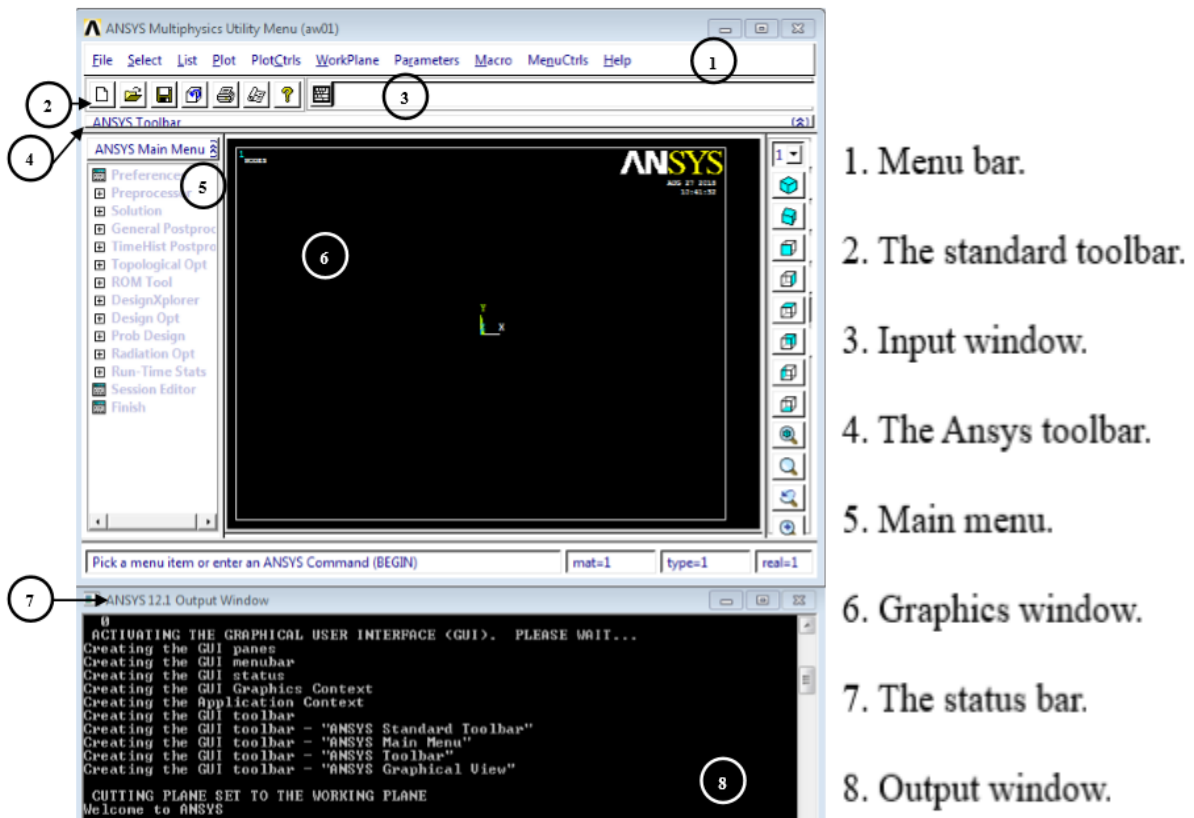 ANSYS Multiphysics Utility Menu (aw01)
File Select List Plot PlotCtrls WorkPlane Parameters Macro MenuCtrls Help
1
2
3
ANSYS Toolbar
4
ANSYS Main Menu
Preferences
Preprocessor
Solution
General Postproc
TimeHist Postpro
Topological Opt
ROM Tool
DesignXplorer
Design Opt
Prob Design
Radiation Opt
Run-Time Stats
Session Editor
Finish
5
1
NODES
ANSYS
AUG 27 2018
10:41:52
6
Y
X
1
Pick a menu item or enter an ANSYS Command (BEGIN) mat=1 type=1 real=1
7
ANSYS 12.1 Output Window
0
ACTIVATING THE GRAPHICAL USER INTERFACE (GUI). PLEASE WAIT...
Creating the GUI panes
Creating the GUI menubar
Creating the GUI status
Creating the GUI Graphics Context
Creating the Application Context
Creating the GUI toolbar
Creating the GUI toolbar - "ANSYS Standard Toolbar"
Creating the GUI toolbar - "ANSYS Main Menu"
Creating the GUI toolbar - "ANSYS Toolbar"
Creating the GUI toolbar - "ANSYS Graphical View"
CUTTING PLANE SET TO THE WORKING PLANE
Welcome to ANSYS
8
1. Menu bar.
2. The standard toolbar.
3. Input window.
4. The Ansys toolbar.
5. Main menu.
6. Graphics window.
7. The status bar.
8. Output window.